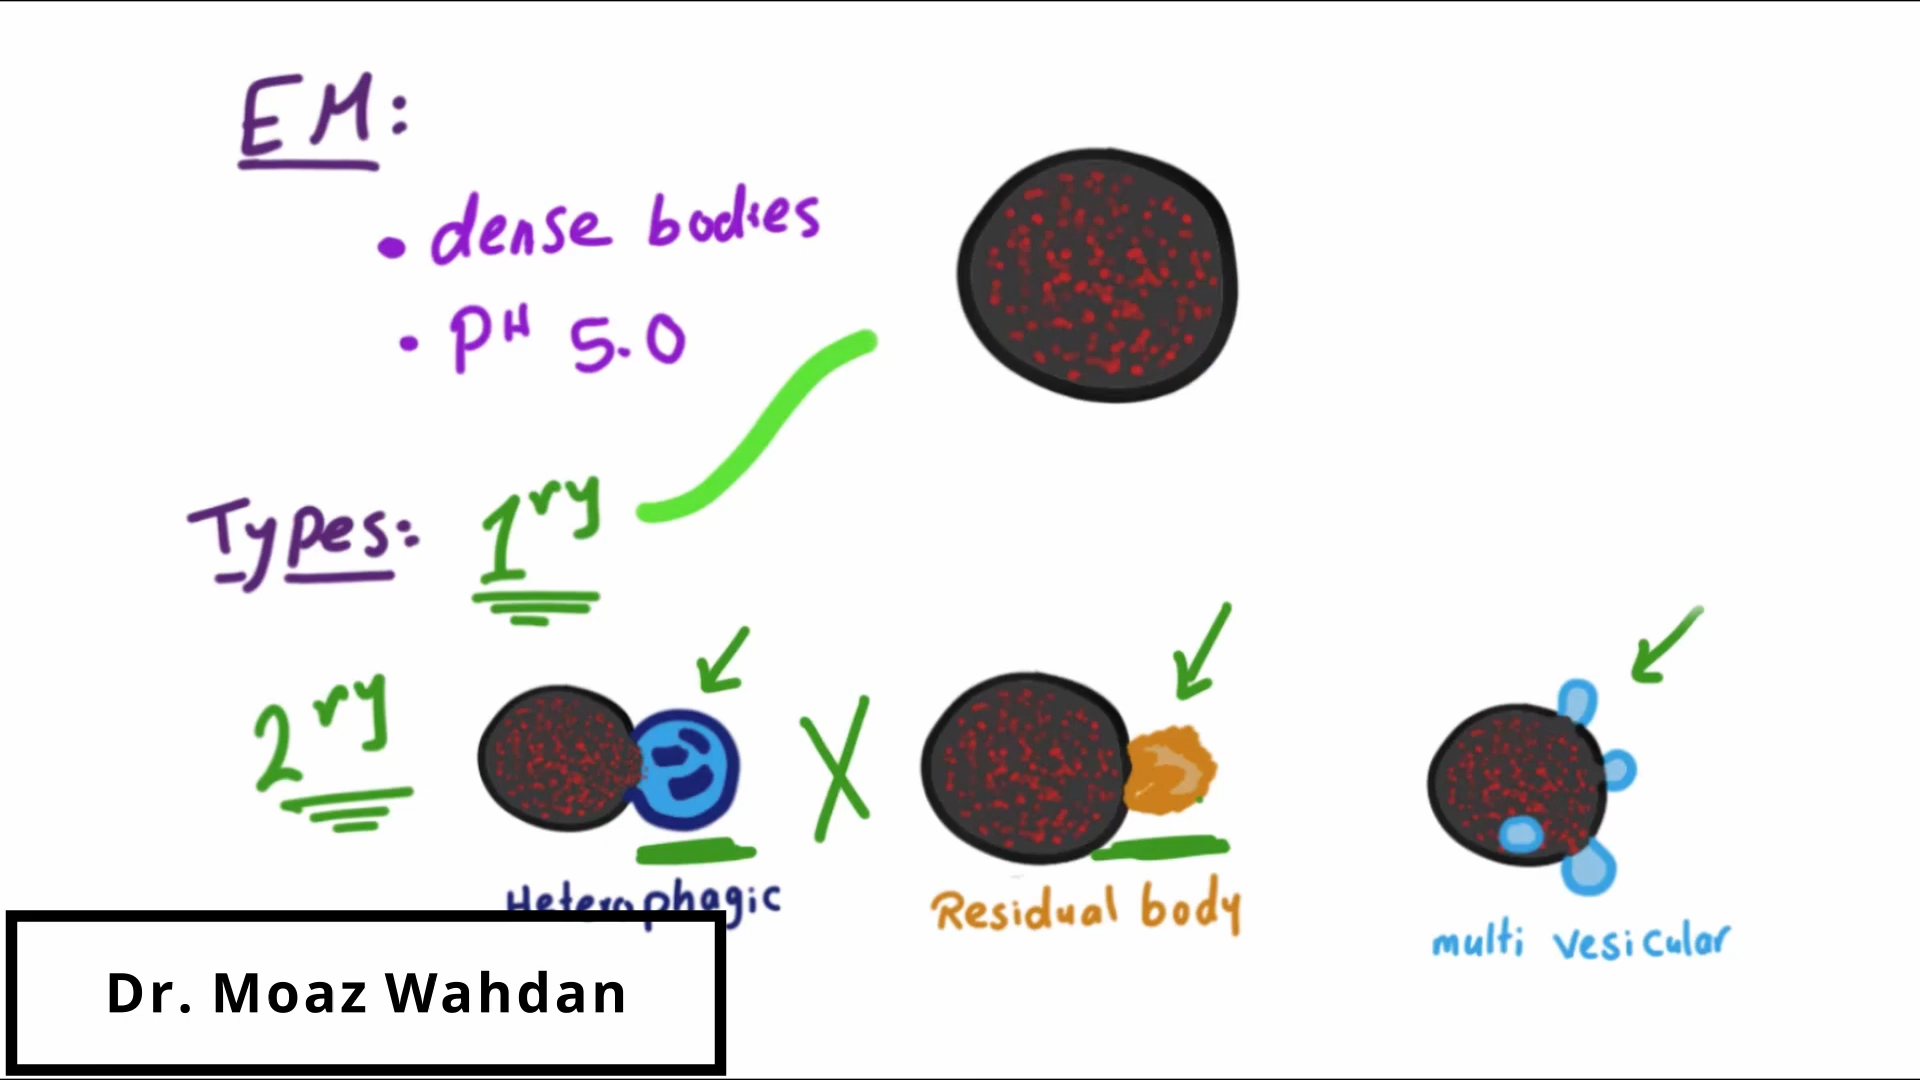 EM:
• dense bodies
• PH 5.0
Types: 1ry
2ry
Heterophagic
Residual body
multi vesicular
Dr. Moaz Wahdan